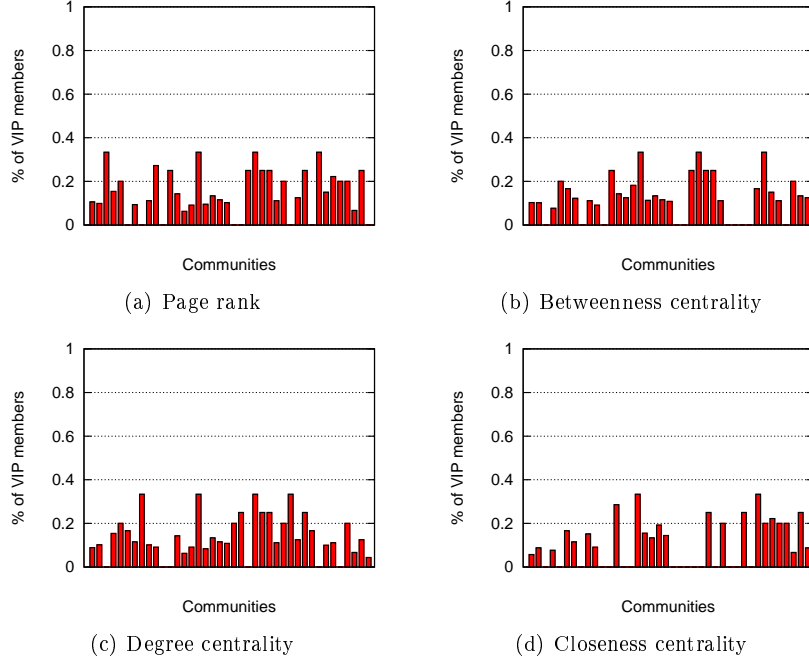 % of VIP members
1
0.8
0.6
0.4
0.2
0
Communities
(a) Page rank
% of VIP members
1
0.8
0.6
0.4
0.2
0
Communities
(b) Betweenness centrality
% of VIP members
1
0.8
0.6
0.4
0.2
0
Communities
(c) Degree centrality
% of VIP members
1
0.8
0.6
0.4
0.2
0
Communities
(d) Closeness centrality